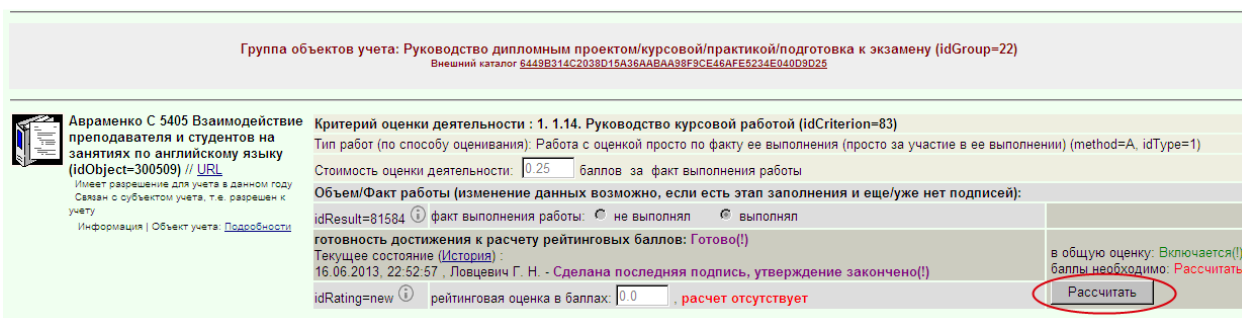 Группа объектов учета: Руководство дипломным проектом/курсовой/практикой/подготовка к экзамену (idGroup=22)
Внешний каталог 6449B314C2038D15A36AABAA98F9CE46AFE5234E040D9D25
Авраменко С 5405 Взаимодействие
преподавателя и студентов на
занятиях по английскому языку
(idObject=300509) // URL
Имеет разрешение для учета в данном году
Связан с субъектом учета, т.е. разрешен к
учету
Информация | Объект учета: Подробности
Критерий оценки деятельности : 1. 1.14. Руководство курсовой работой (idCriterion=83)
Тип работ (по способу оценивания): Работа с оценкой просто по факту ее выполнения (просто за участие в ее выполнении) (method=A, idType=1)
Стоимость оценки деятельности: 0.25 баллов за факт выполнения работы
Объем/Факт работы (изменение данных возможно, если есть этап заполнения и еще/уже нет подписей):
idResult=81584 факт выполнения работы: не выполнял выполнял
готовность достижения к расчету рейтинговых баллов: Готово(!)
Текущее состояние (История) :
16.06.2013, 22:52:57 , Ловцевич Г. Н. - Сделана последняя подпись, утверждение закончено(!)
в общую оценку: Включается(!)
баллы необходимо: Рассчитать
idRating=new рейтинговая оценка в баллах: 0.0 , расчет отсутствует
Рассчитать